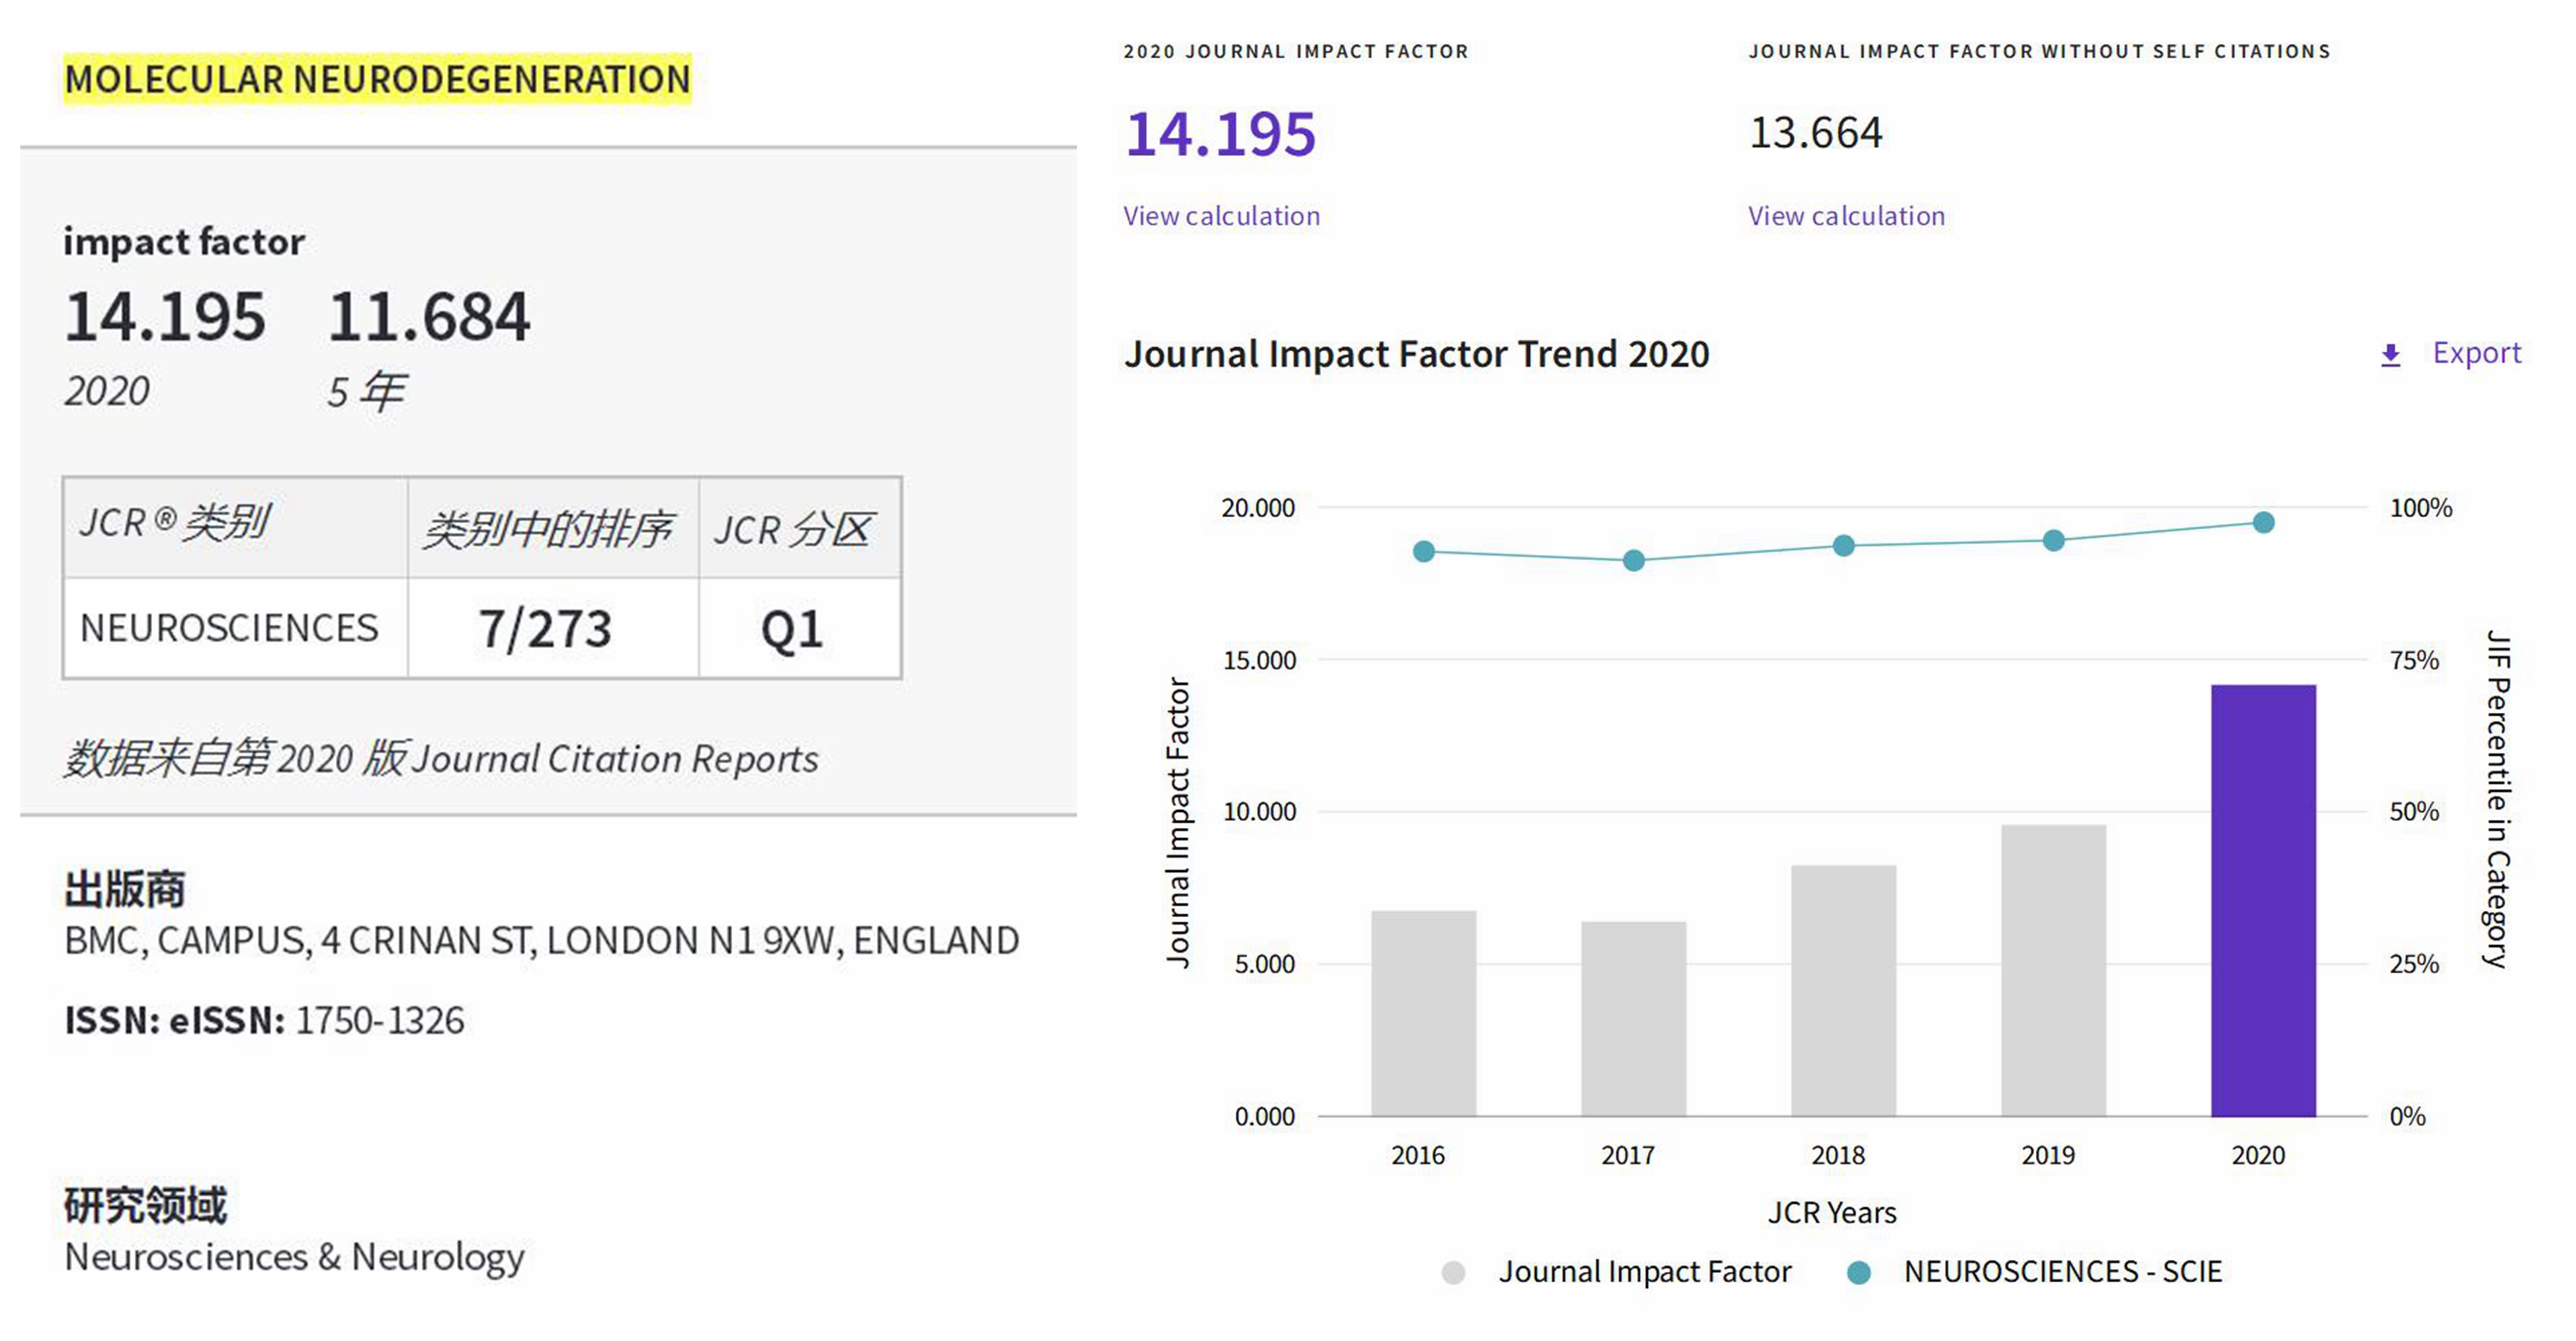 MOLECULAR NEURODEGENERATION
impact factor
14.195 11.684
2020 5 年
JCR ® 类别 类别中的排序 JCR 分区
NEUROSCIENCES 7/273 Q1
数据来自第 2020 版 Journal Citation Reports
出版商
BMC, CAMPUS, 4 CRINAN ST, LONDON N1 9XW, ENGLAND
ISSN: eISSN: 1750-1326
研究领域
Neurosciences & Neurology
2020 JOURNAL IMPACT FACTOR
14.195
View calculation
JOURNAL IMPACT FACTOR WITHOUT SELF CITATIONS
13.664
View calculation
Journal Impact Factor Trend 2020
Export
Journal Impact Factor
20.000
15.000
10.000
5.000
0.000
100%
75%
50%
25%
0%
JIF Percentile in Category
2016 2017 2018 2019 2020
JCR Years
Journal Impact Factor NEUROSCIENCES - SCIE